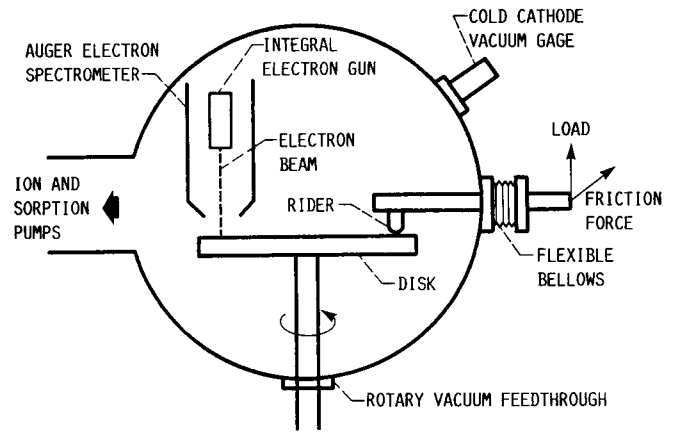 COLD CATHODE
VACUUM GAGE
AUGER ELECTRON
SPECTROMETER
INTEGRAL
ELECTRON GUN
ELECTRON
BEAM
LOAD
ION AND
SORPTION
PUMPS
RIDER
FRICTION
FORCE
FLEXIBLE
BELLOWS
DISK
ROTARY VACUUM FEEDTHROUGH